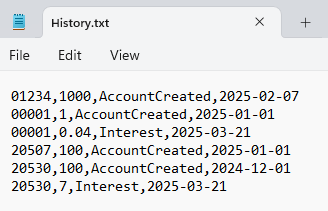 History.txt
File Edit View
01234,1000,AccountCreated,2025-02-07
00001,1,AccountCreated,2025-01-01
00001,0.04,Interest,2025-03-21
20507,100,AccountCreated,2025-01-01
20530,100,AccountCreated,2024-12-01
20530,7,Interest,2025-03-21